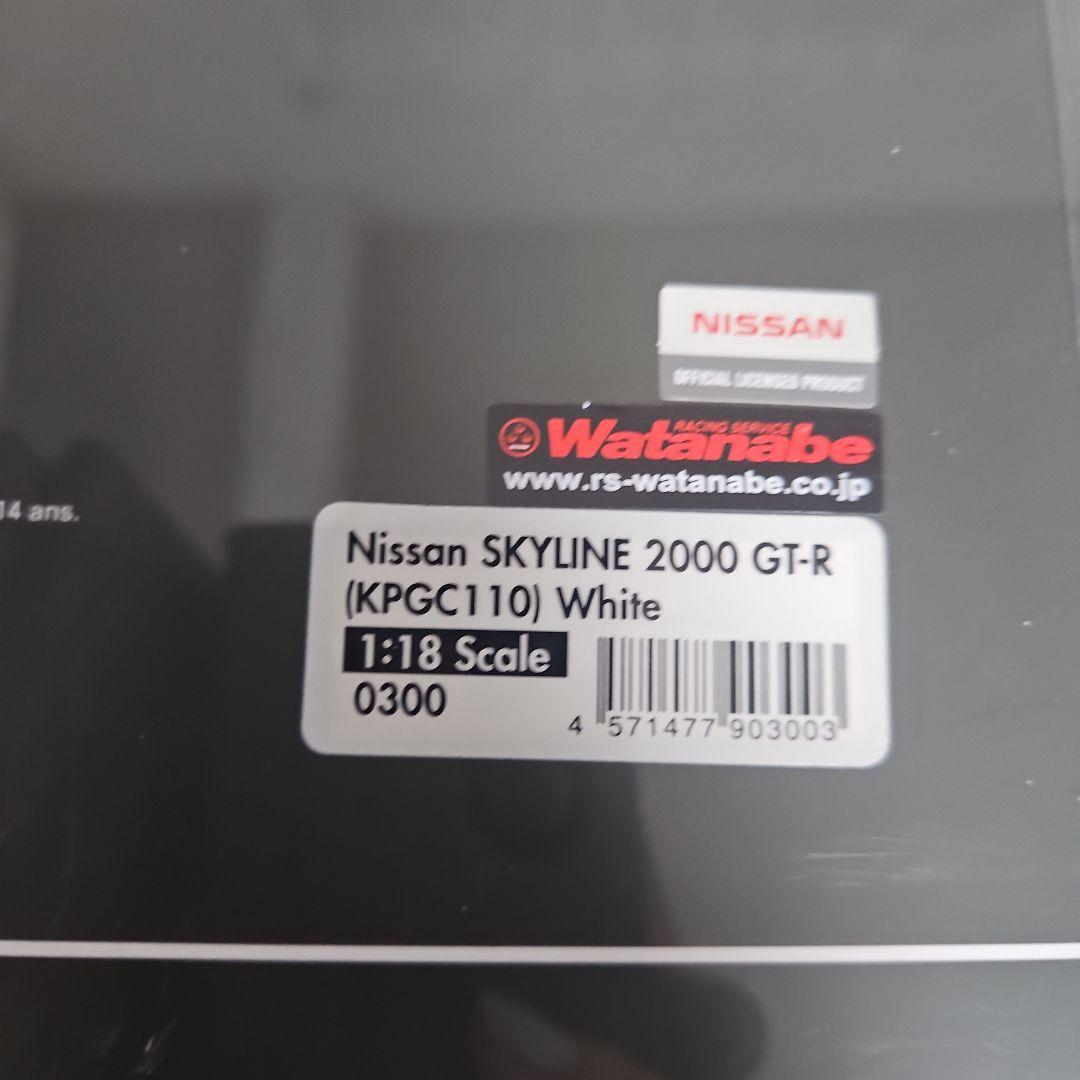 NISSAN
OFFICIAL LICENSED PRODUCT
RACING SERVICE
Watanabe
www.rs-watanabe.co.jp
14 ans.
Nissan SKYLINE 2000 GT-R
(KPGC110) White
1:18 Scale
0300
4 571477 903003